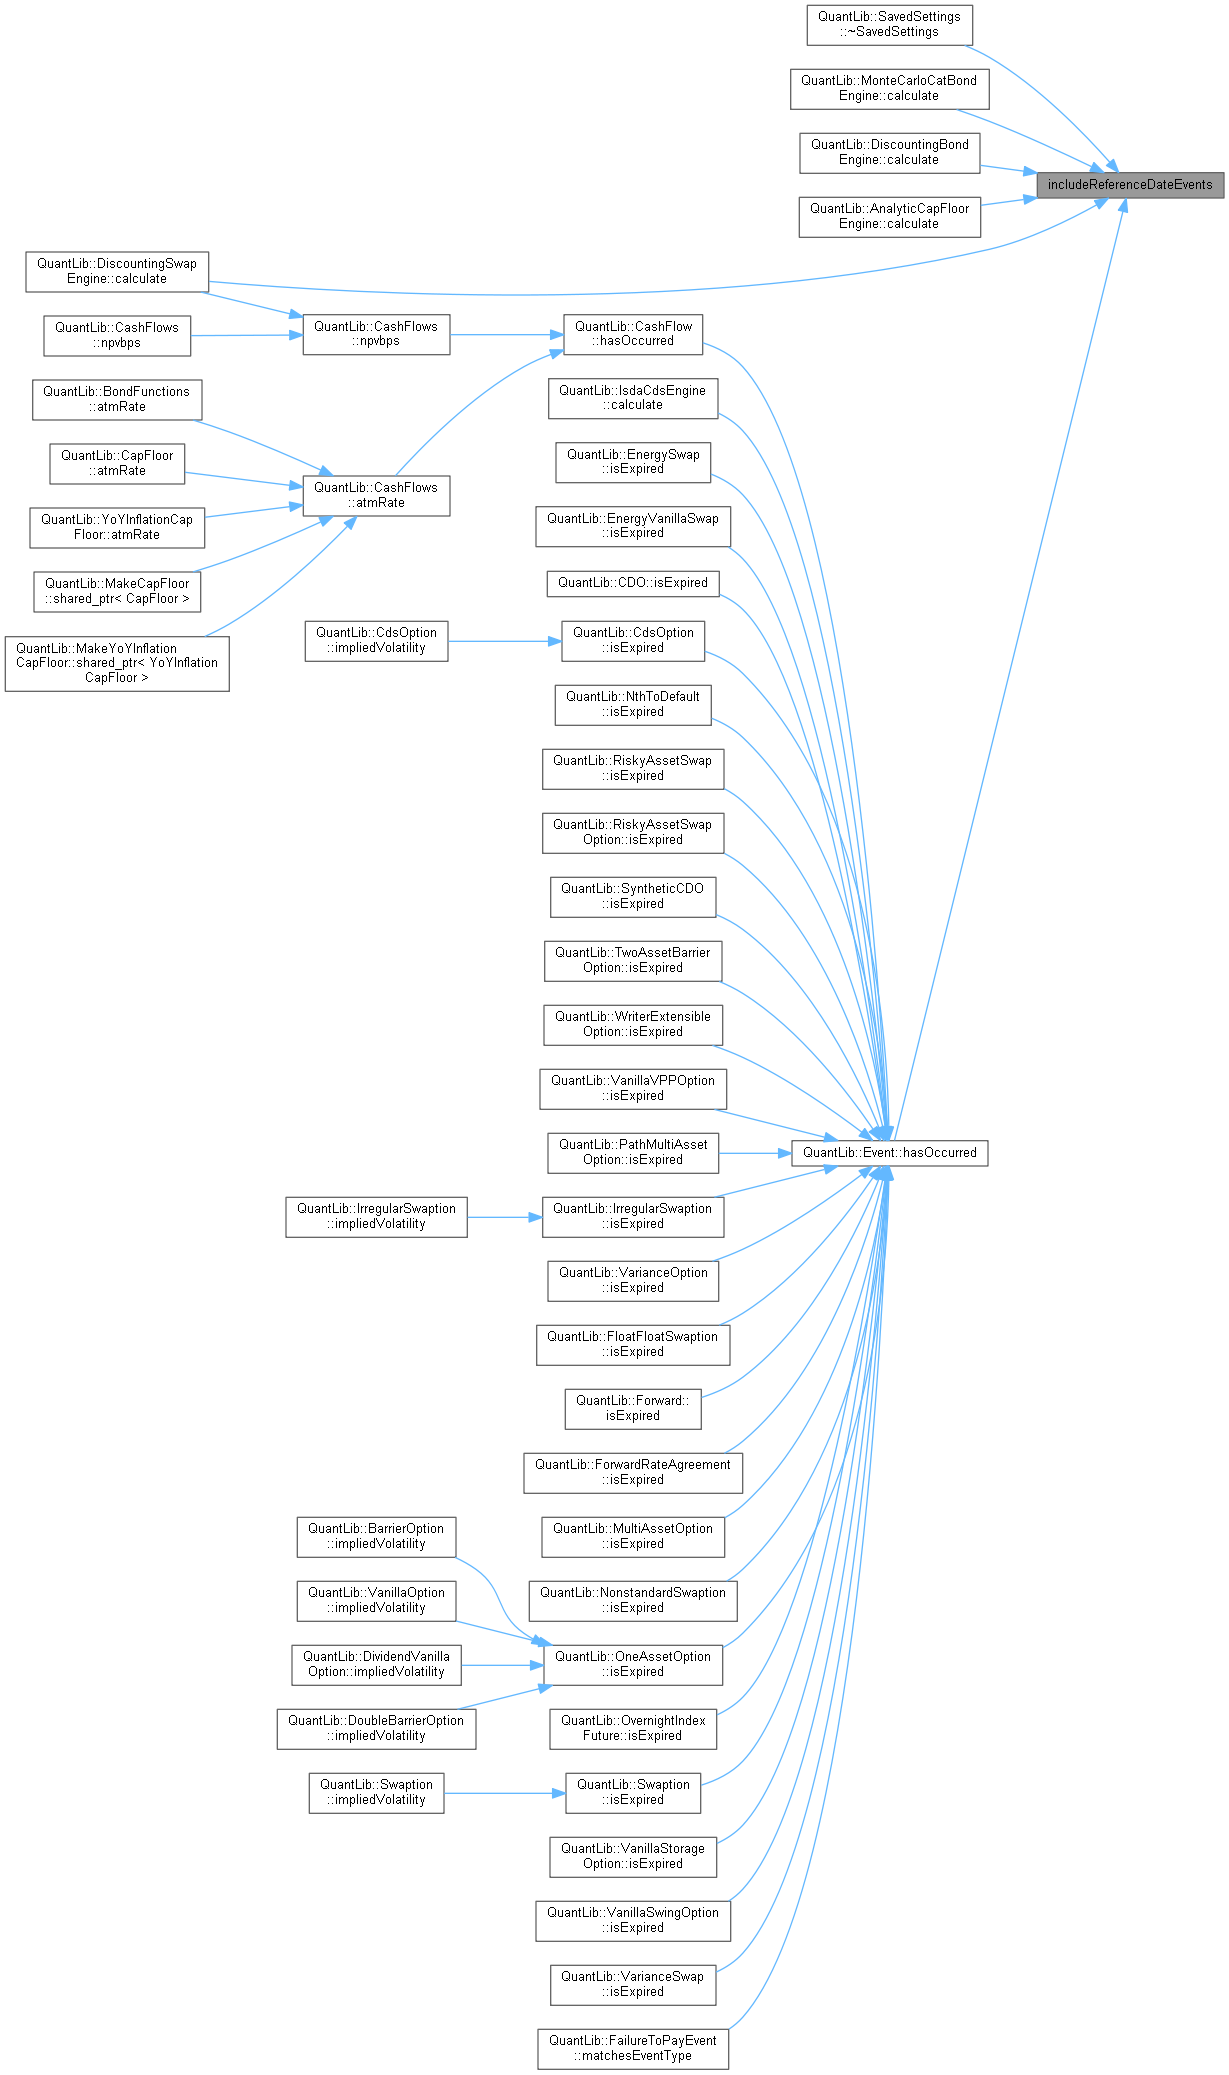 QuantLib::SavedSettings
::~SavedSettings
QuantLib::MonteCarloCatBond
Engine::calculate
QuantLib::DiscountingBond
Engine::calculate
includeReferenceDateEvents
QuantLib::AnalyticCapFloor
Engine::calculate
QuantLib::DiscountingSwap
Engine::calculate
QuantLib::CashFlows
::npvbps
QuantLib::CashFlows
::npvbps
QuantLib::CashFlow
::hasOccurred
QuantLib::BondFunctions
::atmRate
QuantLib::IsdaCdsEngine
::calculate
QuantLib::CapFloor
::atmRate
QuantLib::EnergySwap
::isExpired
QuantLib::CashFlows
::atmRate
QuantLib::YoYInflationCap
Floor::atmRate
QuantLib::EnergyVanillaSwap
::isExpired
QuantLib::MakeCapFloor
::shared_ptr< CapFloor >
QuantLib::CDO::isExpired
QuantLib::MakeYoYInflation
CapFloor::shared_ptr< YoYInflation
CapFloor >
QuantLib::CdsOption
::impliedVolatility
QuantLib::CdsOption
::isExpired
QuantLib::NthToDefault
::isExpired
QuantLib::RiskyAssetSwap
::isExpired
QuantLib::RiskyAssetSwap
Option::isExpired
QuantLib::SyntheticCDO
::isExpired
QuantLib::TwoAssetBarrier
Option::isExpired
QuantLib::WriterExtensible
Option::isExpired
QuantLib::VanillaVPPOption
::isExpired
QuantLib::PathMultiAsset
Option::isExpired
QuantLib::Event::hasOccurred
QuantLib::IrregularSwaption
::impliedVolatility
QuantLib::IrregularSwaption
::isExpired
QuantLib::VarianceOption
::isExpired
QuantLib::FloatFloatSwaption
::isExpired
QuantLib::Forward::
isExpired
QuantLib::ForwardRateAgreement
::isExpired
QuantLib::BarrierOption
::impliedVolatility
QuantLib::MultiAssetOption
::isExpired
QuantLib::VanillaOption
::impliedVolatility
QuantLib::NonstandardSwaption
::isExpired
QuantLib::DividendVanilla
Option::impliedVolatility
QuantLib::OneAssetOption
::isExpired
QuantLib::DoubleBarrierOption
::impliedVolatility
QuantLib::OvernightIndex
Future::isExpired
QuantLib::Swaption
::impliedVolatility
QuantLib::Swaption
::isExpired
QuantLib::VanillaStorage
Option::isExpired
QuantLib::VanillaSwingOption
::isExpired
QuantLib::VarianceSwap
::isExpired
QuantLib::FailureToPayEvent
::matchesEventType